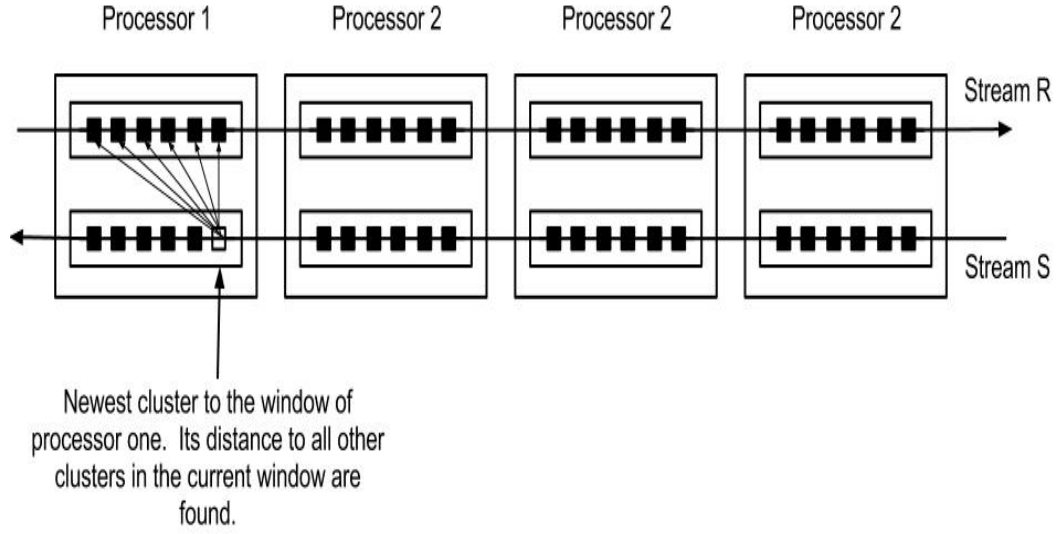 Processor 1
Processor 2
Processor 2
Processor 2
Stream R
Stream S
Newest cluster to the window of
processor one. Its distance to all other
clusters in the current window are
found.